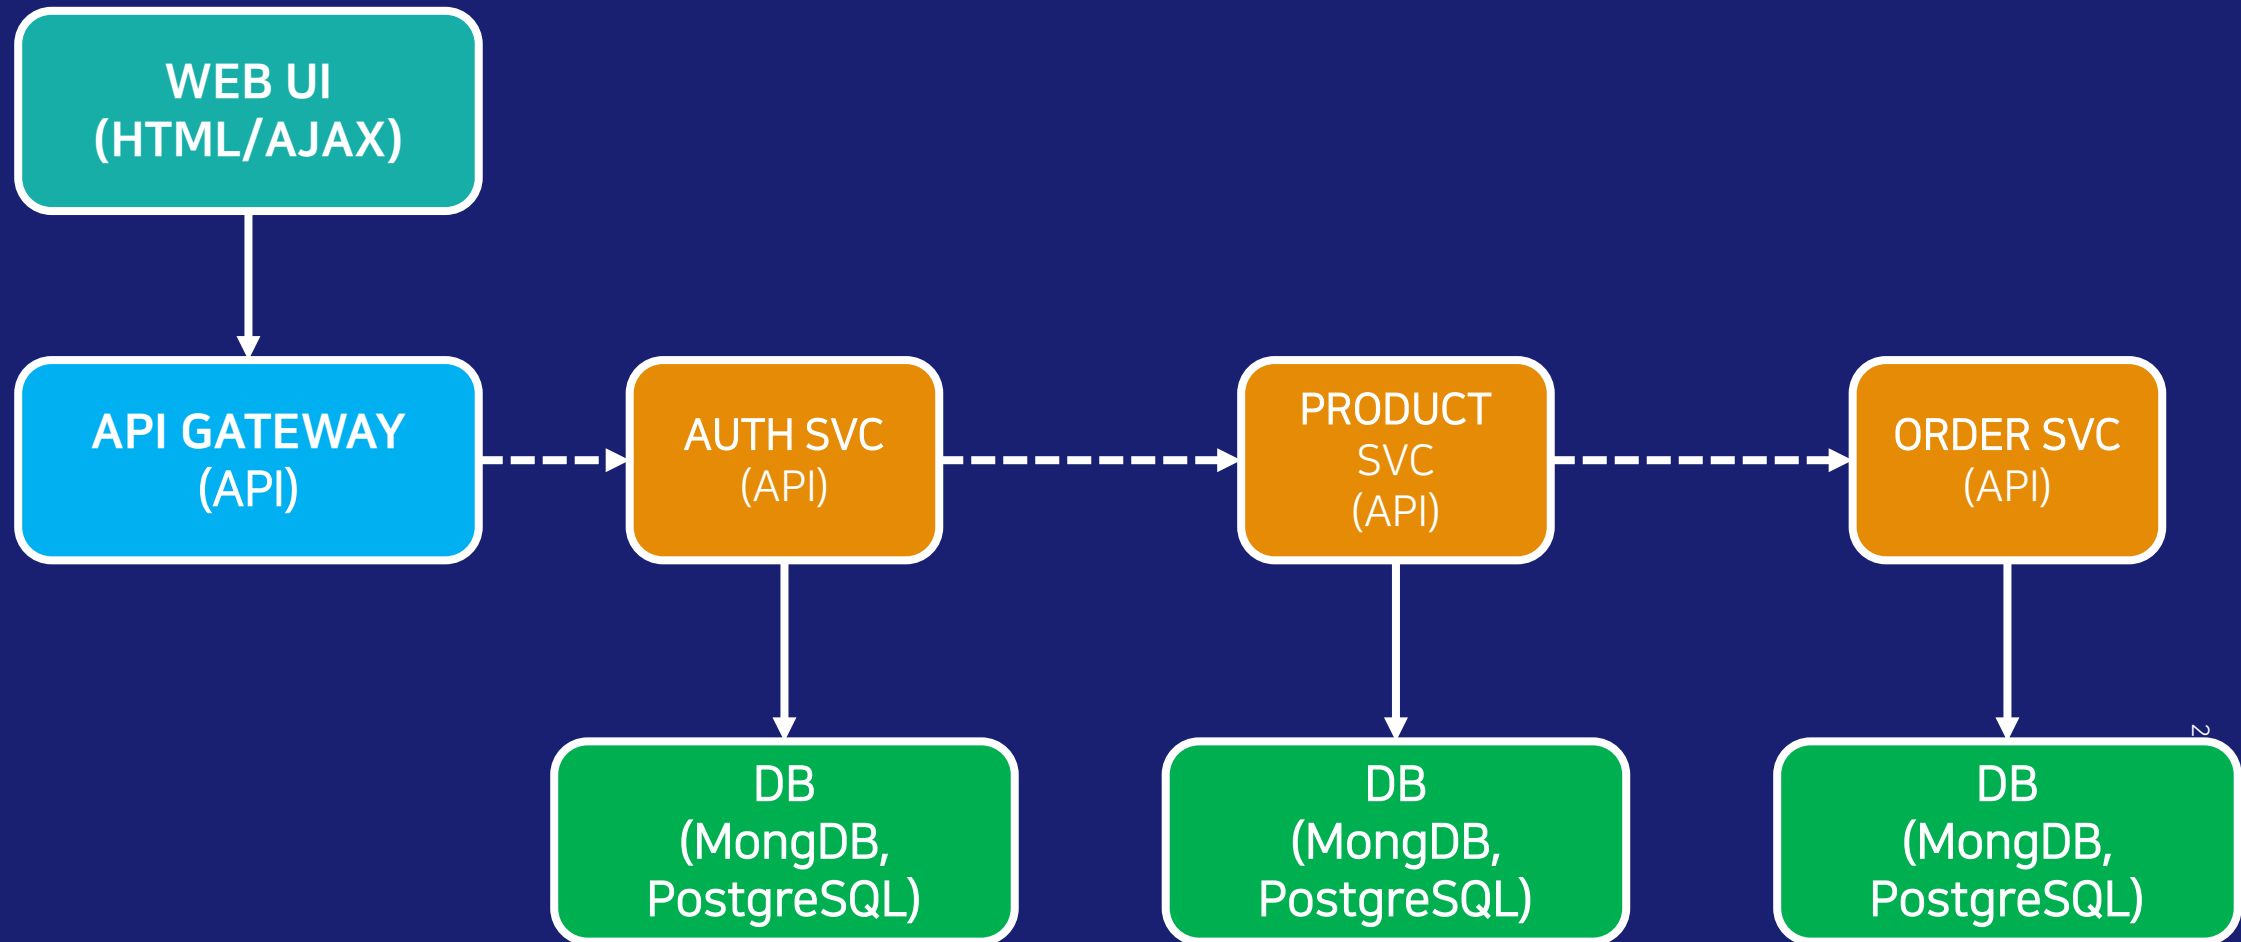 WEB UI
(HTML/AJAX)
API GATEWAY
(API)
AUTH SVC
(API)
PRODUCT
SVC
(API)
ORDER SVC
(API)
2
DB
(MongDB,
PostgreSQL)
DB
(MongDB,
PostgreSQL)
DB
(MongDB,
PostgreSQL)